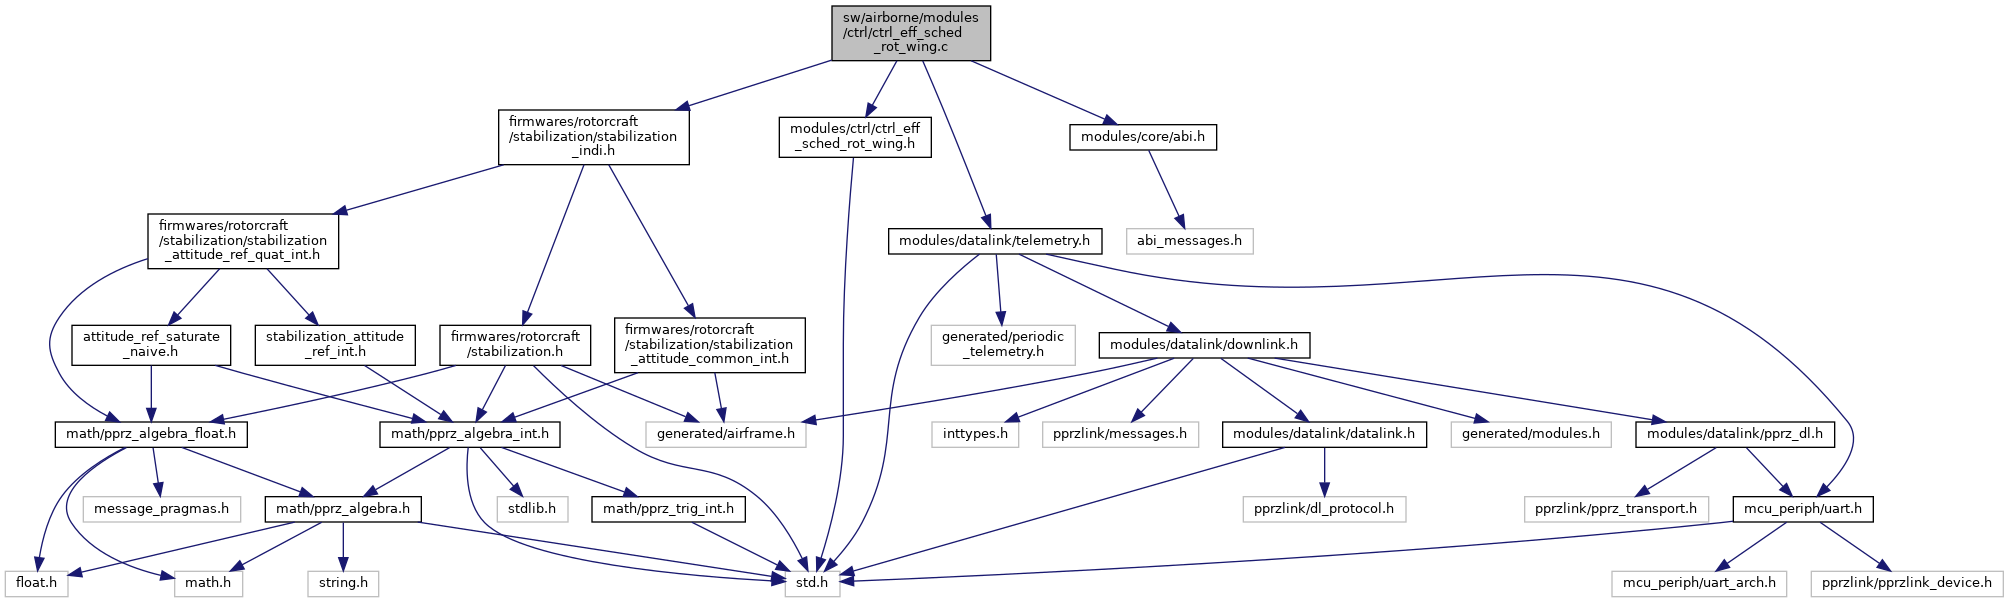 sw/airborne/modules
/ctrl/ctrl_eff_sched
_rot_wing.c
firmwares/rotorcraft
/stabilization/stabilization
_indi.h
modules/ctrl/ctrl_eff
_sched_rot_wing.h
modules/core/abi.h
firmwares/rotorcraft
/stabilization/stabilization
_attitude_ref_quat_int.h
modules/datalink/telemetry.h
abi_messages.h
attitude_ref_saturate
_naive.h
stabilization_attitude
_ref_int.h
firmwares/rotorcraft
/stabilization.h
firmwares/rotorcraft
/stabilization/stabilization
_attitude_common_int.h
generated/periodic
_telemetry.h
modules/datalink/downlink.h
math/pprz_algebra_float.h
math/pprz_algebra_int.h
generated/airframe.h
inttypes.h
pprzlink/messages.h
modules/datalink/datalink.h
generated/modules.h
modules/datalink/pprz_dl.h
message_pragmas.h
math/pprz_algebra.h
stdlib.h
math/pprz_trig_int.h
pprzlink/dl_protocol.h
pprzlink/pprz_transport.h
mcu_periph/uart.h
float.h
math.h
string.h
std.h
mcu_periph/uart_arch.h
pprzlink/pprzlink_device.h